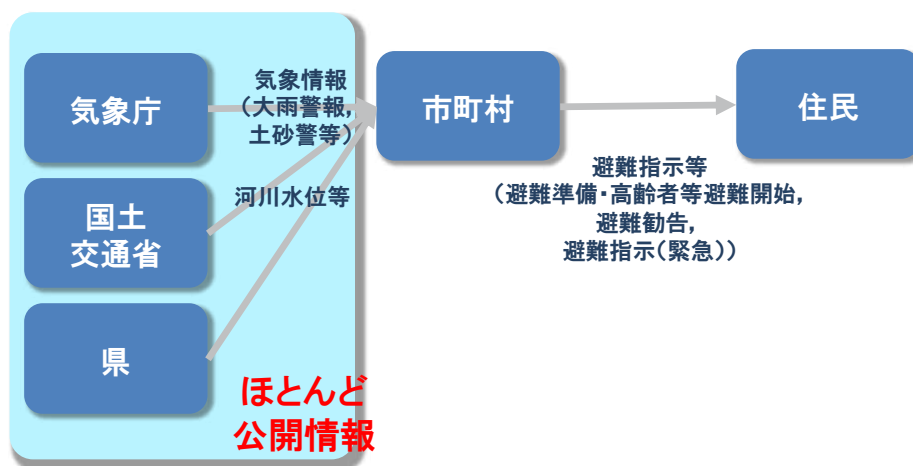 気象庁
気象情報
（大雨警報，
土砂警等）
市町村
住民
避難指示等
（避難準備・高齢者等避難開始，
避難勧告，
避難指示（緊急））
国土
交通省
河川水位等
県
ほとんど
公開情報